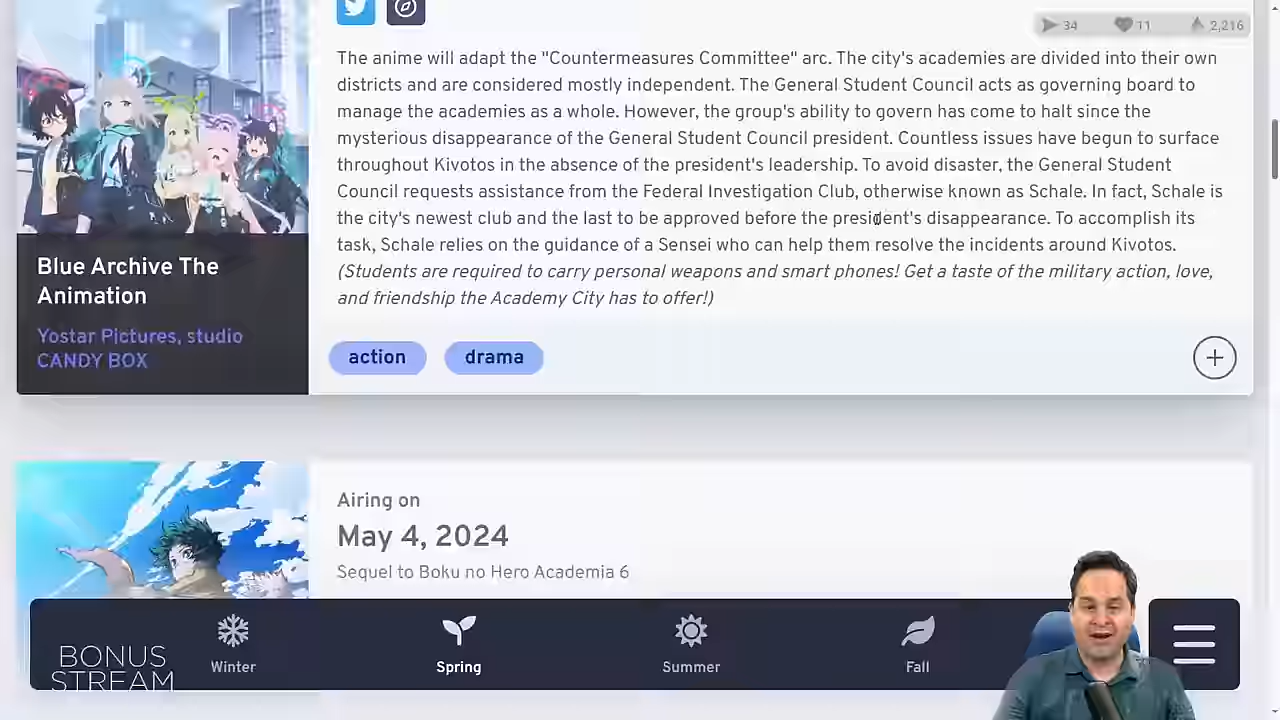 34 11 2,216
The anime will adapt the "Countermeasures Committee" arc. The city's academies are divided into their own
districts and are considered mostly independent. The General Student Council acts as governing board to
manage the academies as a whole. However, the group's ability to govern has come to halt since the
mysterious disappearance of the General Student Council president. Countless issues have begun to surface
throughout Kivotos in the absence of the president's leadership. To avoid disaster, the General Student
Council requests assistance from the Federal Investigation Club, otherwise known as Schale. In fact, Schale is
the city's newest club and the last to be approved before the president's disappearance. To accomplish its
task, Schale relies on the guidance of a Sensei who can help them resolve the incidents around Kivotos.
(Students are required to carry personal weapons and smart phones! Get a taste of the military action, love,
and friendship the Academy City has to offer!)
Blue Archive The
Animation
Yostar Pictures, studio
CANDY BOX
action drama
Airing on
May 4, 2024
Sequel to Boku no Hero Academia 6
Winter Spring Summer Fall
BONUS
STREAM